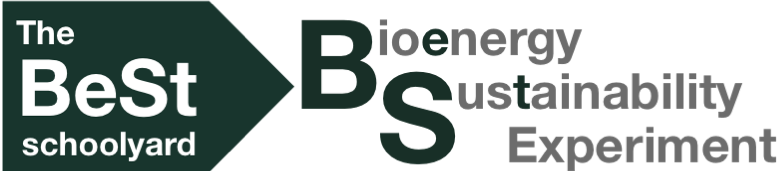 The
BeSt
schoolyard
Bioenergy
Sustainability
Experiment